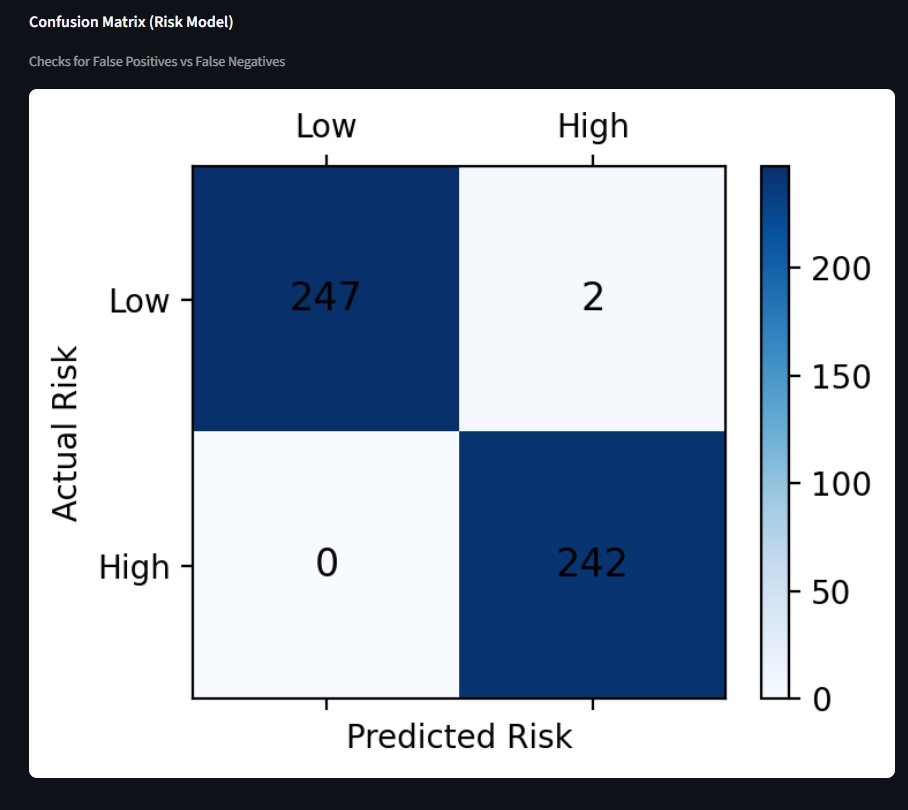 Confusion Matrix (Risk Model)
Checks for False Positives vs False Negatives
Low High
Low 247 2
200
150
Actual Risk
100
High 0 242
50
0
Predicted Risk